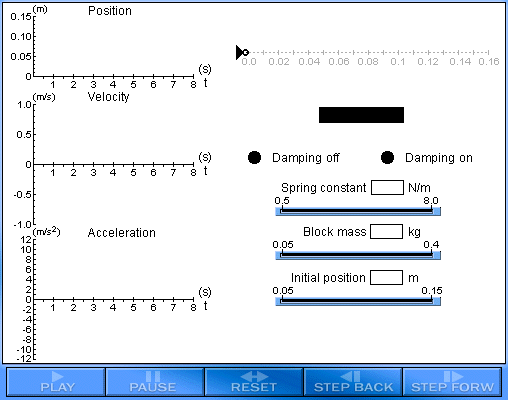 (m) Position
0.15
0.10
0.05
0
1 2 3 4 5 6 7 8 (s)
t
0.0 0.02 0.04 0.06 0.08 0.1 0.12 0.14 0.16
(m/s) Velocity
1.0
0.5
0
-0.5
-1.0
1 2 3 4 5 6 7 8 (s)
t
Damping off Damping on
Spring constant N/m
0.5 8.0
Block mass kg
0.05 0.4
Initial position m
0.05 0.15
(m/s²) Acceleration
12
10
8
6
4
2
0
-2
-4
-6
-8
-10
-12
1 2 3 4 5 6 7 8 (s)
t
PLAY PAUSE RESET STEP BACK STEP FORW